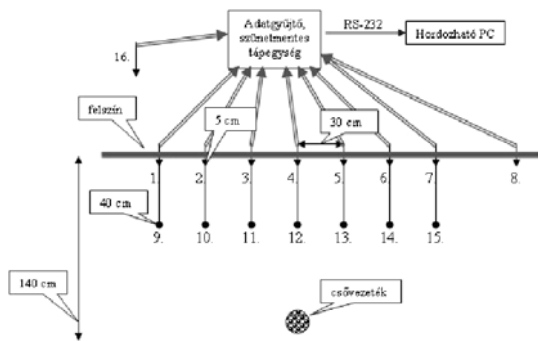 Adatgyűjtő,
szünetmentes
tápegység
RS-232
Hordozható PC
16.
felszín
5 cm
30 cm
1.
2.
3.
4.
5.
6.
7.
8.
40 cm
9.
10.
11.
12.
13.
14.
15.
140 cm
csővezeték